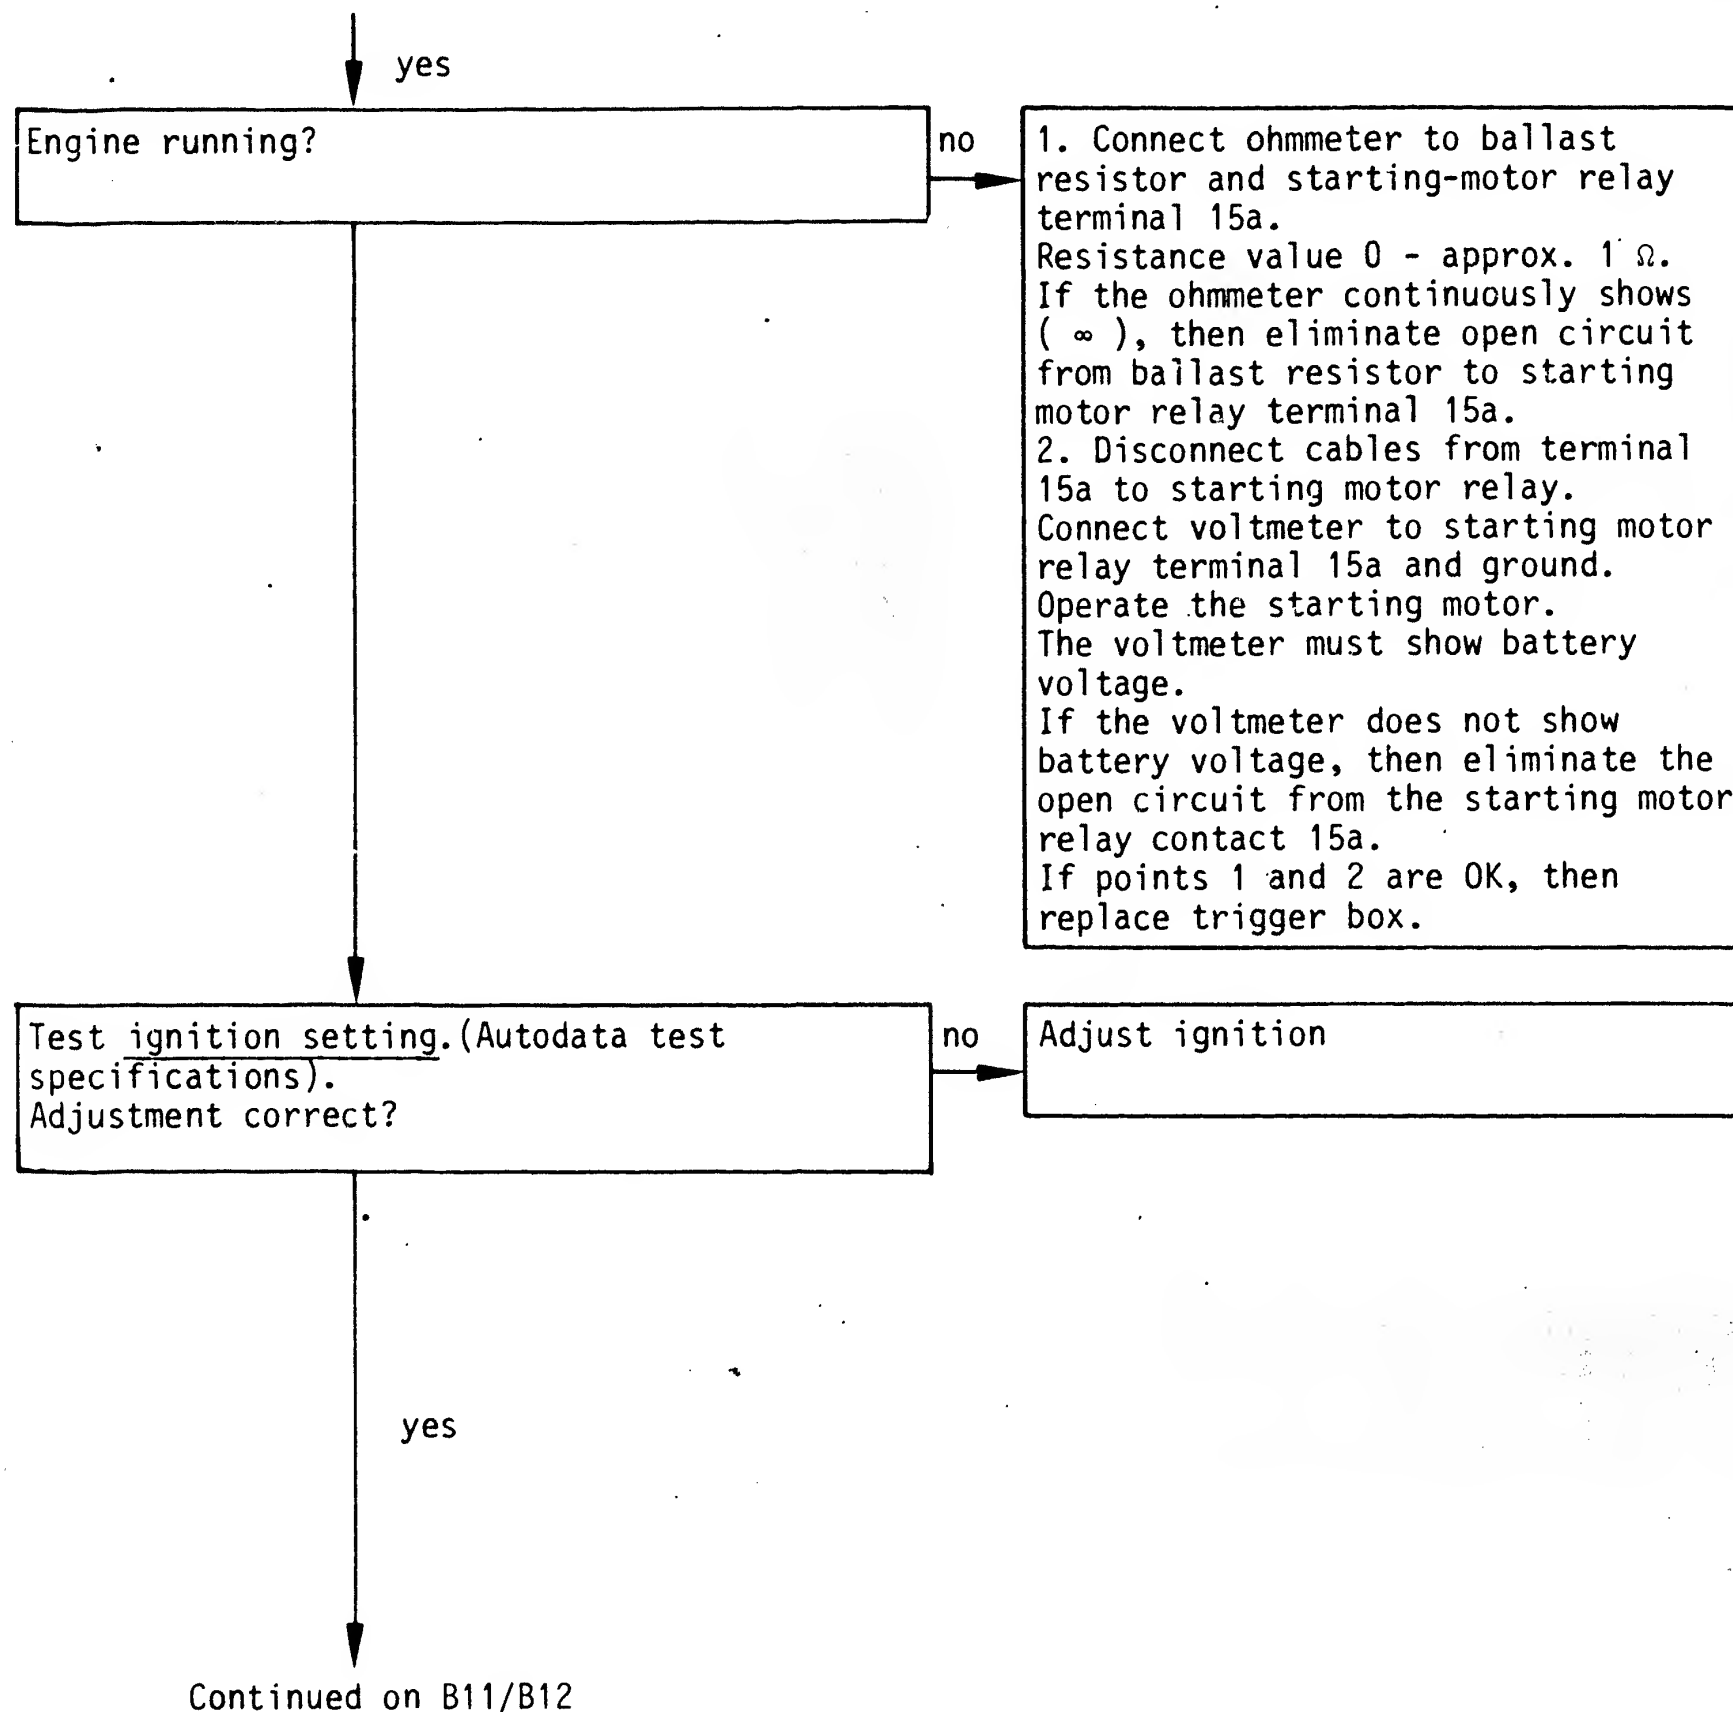 yes
Engine running?
no
1. Connect ohmmeter to ballast
resistor and starting-motor relay
terminal 15a.
Resistance value 0 - approx. 1 Ω.
If the ohmmeter continuously shows
( ∞ ), then eliminate open circuit
from ballast resistor to starting
motor relay terminal 15a.
2. Disconnect cables from terminal
15a to starting motor relay.
Connect voltmeter to starting motor
relay terminal 15a and ground.
Operate the starting motor.
The voltmeter must show battery
voltage.
If the voltmeter does not show
battery voltage, then eliminate the
open circuit from the starting motor
relay contact 15a.
If points 1 and 2 are OK, then
replace trigger box.
Test ignition setting.(Autodata test
specifications).
Adjustment correct?
no
Adjust ignition
yes
Continued on B11/B12